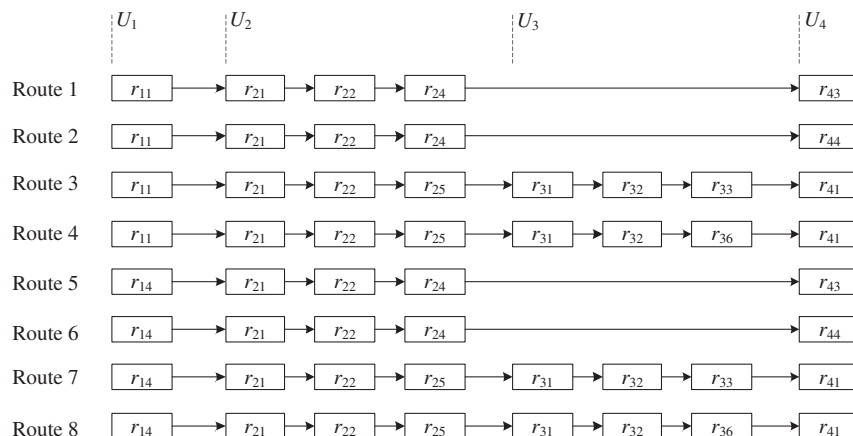 U1 U2 U3 U4
Route 1 r11 r21 r22 r24 r43
Route 2 r11 r21 r22 r24 r44
Route 3 r11 r21 r22 r25 r31 r32 r33 r41
Route 4 r11 r21 r22 r25 r31 r32 r36 r41
Route 5 r14 r21 r22 r24 r43
Route 6 r14 r21 r22 r24 r44
Route 7 r14 r21 r22 r25 r31 r32 r33 r41
Route 8 r14 r21 r22 r25 r31 r32 r36 r41